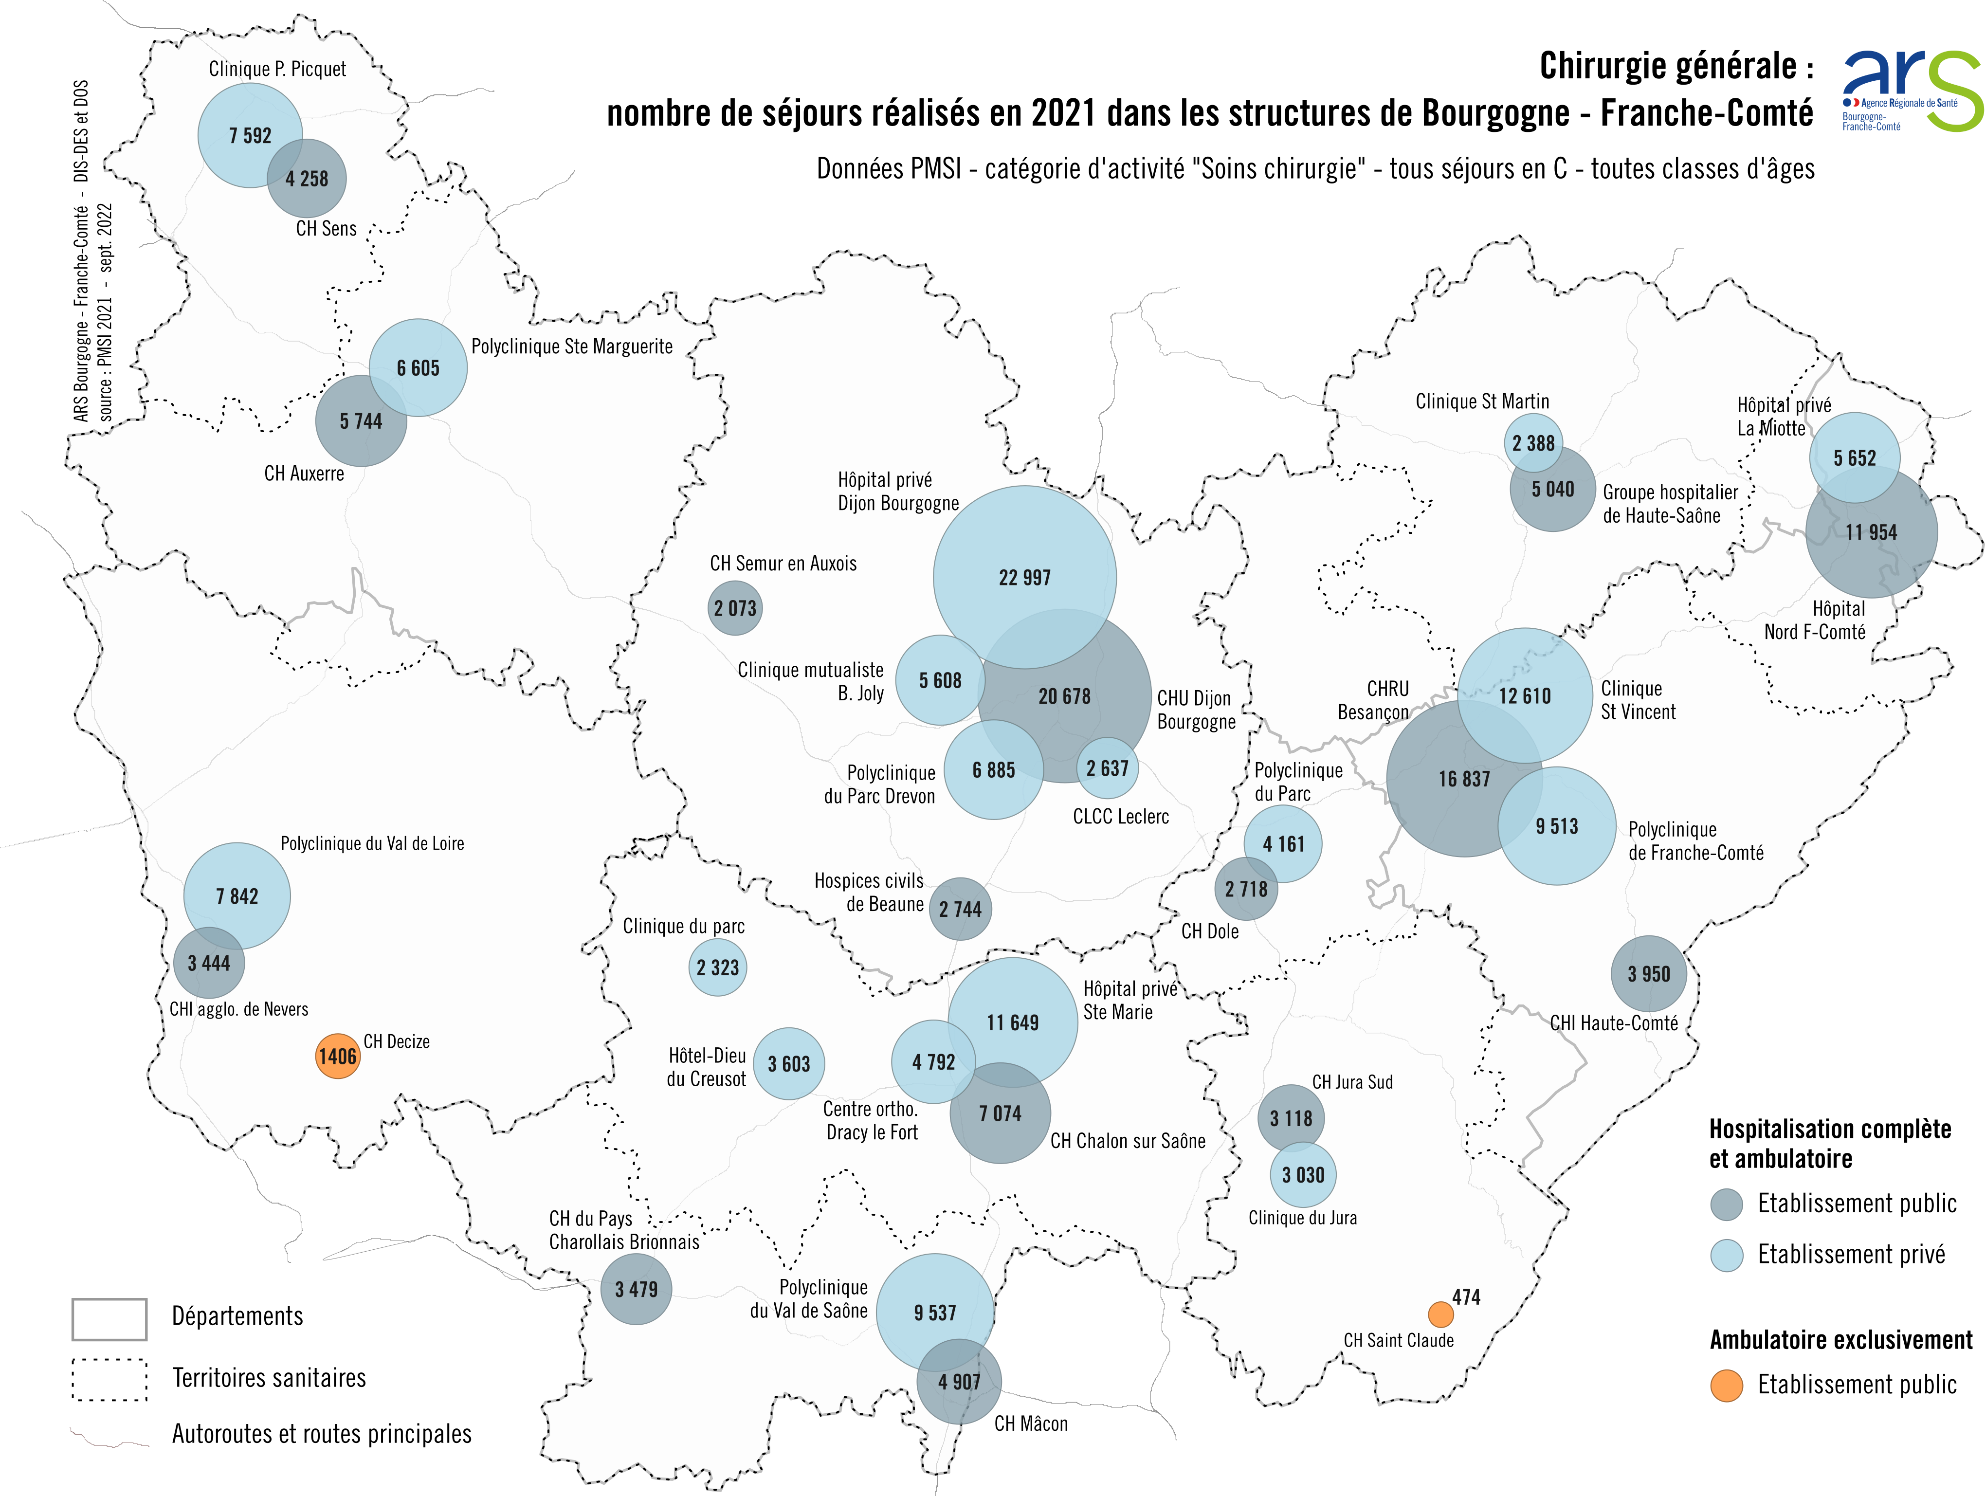 Chirurgie générale :
nombre de séjours réalisés en 2021 dans les structures de Bourgogne - Franche-Comté
Données PMSI - catégorie d'activité "Soins chirurgie" - tous séjours en C - toutes classes d'âges
ars
Agence Régionale de Santé
Bourgogne-
Franche-Comté
ARS Bourgogne - Franche-Comté - DIS-DES et DOS
source : PMSI 2021 - sept. 2022
Clinique P. Picquet
7 592
4 258
CH Sens
Polyclinique Ste Marguerite
6 605
5 744
CH Auxerre
Clinique St Martin
2 388
5 040
Groupe hospitalier
de Haute-Saône
Hôpital privé
La Miotte
5 652
11 954
Hôpital
Nord F-Comté
Hôpital privé
Dijon Bourgogne
22 997
CH Semur en Auxois
2 073
Clinique mutualiste
B. Joly
5 608
20 678
CHU Dijon
Bourgogne
Polyclinique
du Parc Drevon
6 885
2 637
CLCC Leclerc
CHRU
Besançon
12 610
Clinique
St Vincent
16 837
9 513
Polyclinique
de Franche-Comté
Polyclinique
du Parc
4 161
2 718
CH Dole
Polyclinique du Val de Loire
7 842
3 444
CHI agglo. de Nevers
1406
CH Decize
Hospices civils
de Beaune
2 744
Clinique du parc
2 323
Hôpital privé
Ste Marie
11 649
Hôtel-Dieu
du Creusot
3 603
4 792
Centre ortho.
Dracy le Fort
7 074
CH Chalon sur Saône
3 950
CHI Haute-Comté
CH Jura Sud
3 118
3 030
Clinique du Jura
CH du Pays
Charollais Brionnais
3 479
Polyclinique
du Val de Saône
9 537
4 907
CH Mâcon
474
CH Saint Claude
Départements
Territoires sanitaires
Autoroutes et routes principales
Hospitalisation complète
et ambulatoire
Etablissement public
Etablissement privé
Ambulatoire exclusivement
Etablissement public